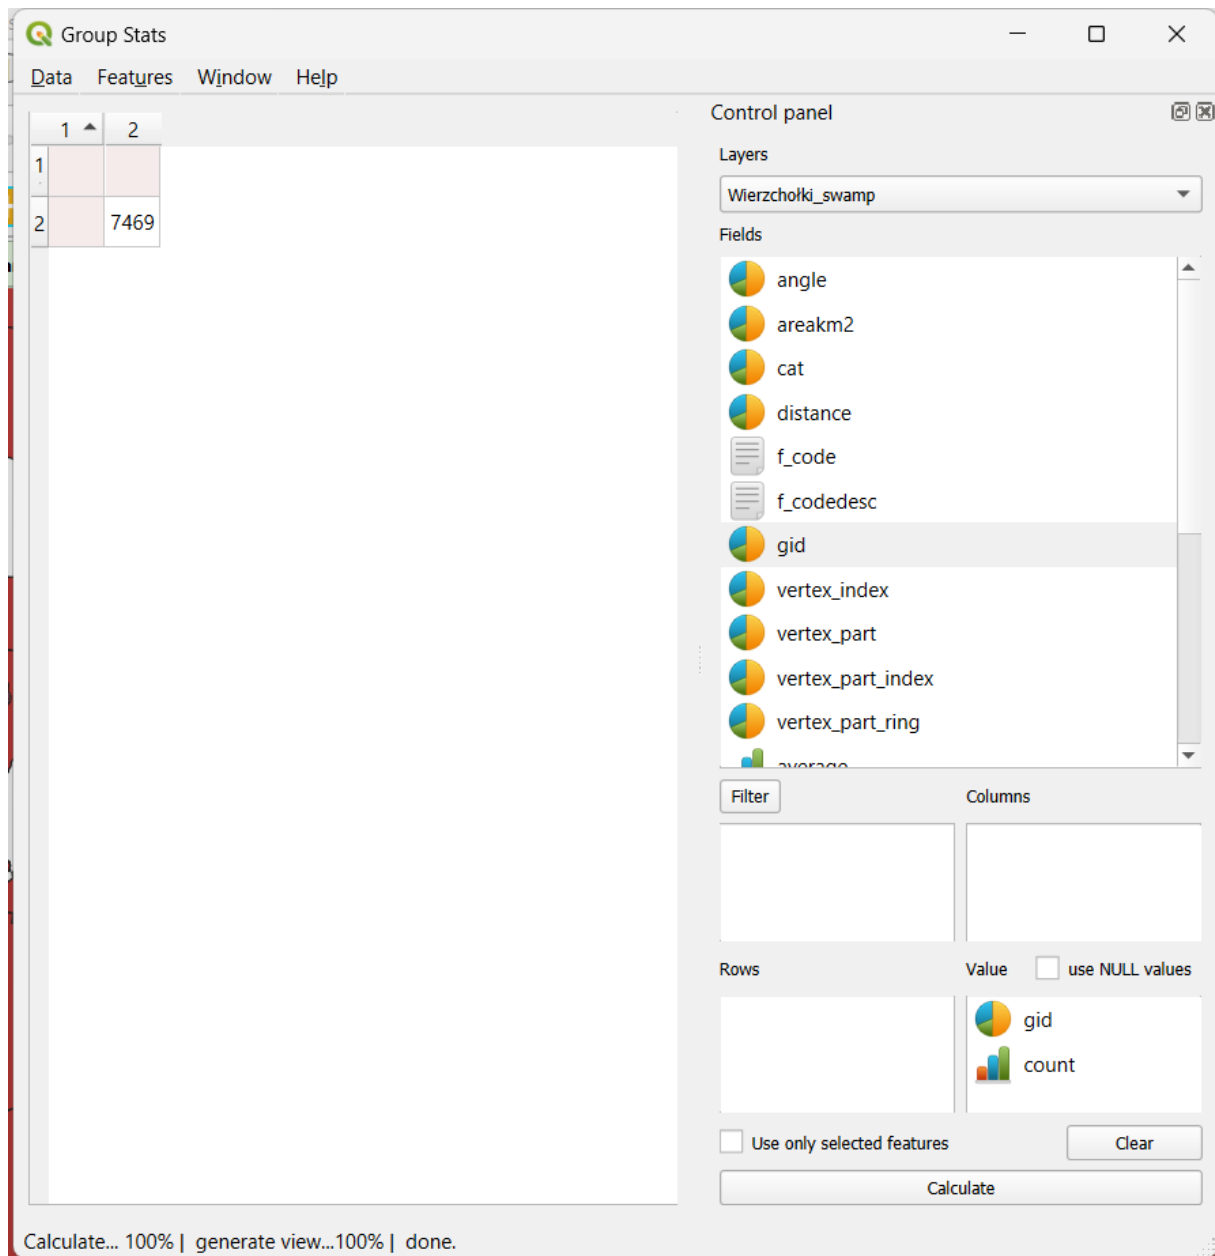 Group Stats
Data Features Window Help
1 2
1
2 7469
Control panel
Layers
Wierzchołki_swamp
Fields
angle
areakm2
cat
distance
f_code
f_codedesc
gid
vertex_index
vertex_part
vertex_part_index
vertex_part_ring
average
Filter Columns
Rows Value use NULL values
gid
count
Use only selected features Clear
Calculate
Calculate... 100% | generate view...100% | done.